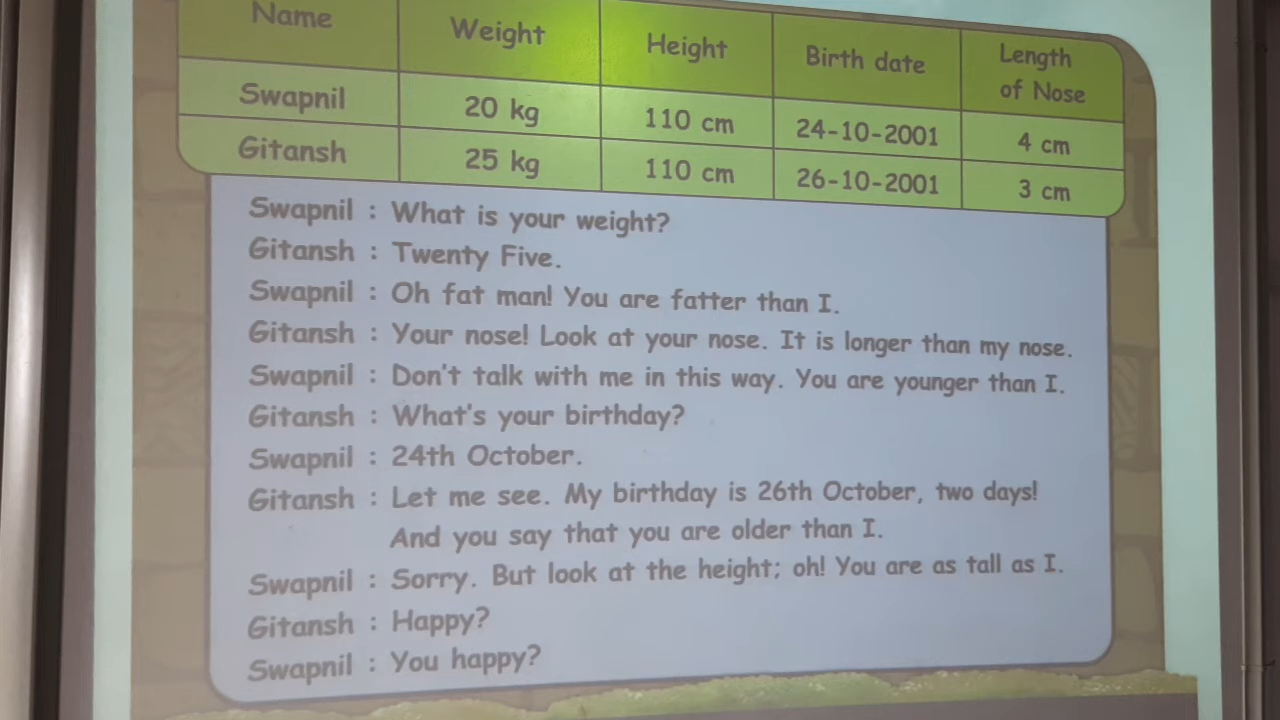 Name Weight Height Birth date Length of Nose
Swapnil 20 kg 110 cm 24-10-2001 4 cm
Gitansh 25 kg 110 cm 26-10-2001 3 cm
Swapnil : What is your weight?
Gitansh : Twenty Five.
Swapnil : Oh fat man! You are fatter than I.
Gitansh : Your nose! Look at your nose. It is longer than my nose.
Swapnil : Don't talk with me in this way. You are younger than I.
Gitansh : What's your birthday?
Swapnil : 24th October.
Gitansh : Let me see. My birthday is 26th October, two days!
And you say that you are older than I.
Swapnil : Sorry. But look at the height; oh! You are as tall as I.
Gitansh : Happy?
Swapnil : You happy?